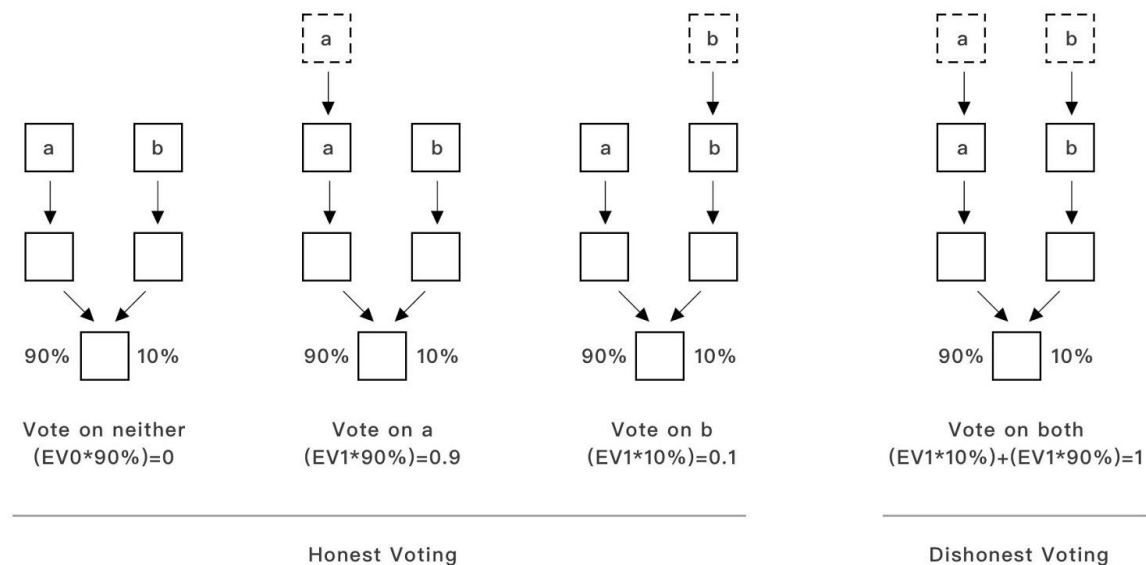 a
b
a b
a b
a b
a b
90% 10%
90% 10%
90% 10%
90% 10%
Vote on neither
(EV0*90%)=0
Vote on a
(EV1*90%)=0.9
Vote on b
(EV1*10%)=0.1
Vote on both
(EV1*10%)+(EV1*90%)=1
Honest Voting
Dishonest Voting